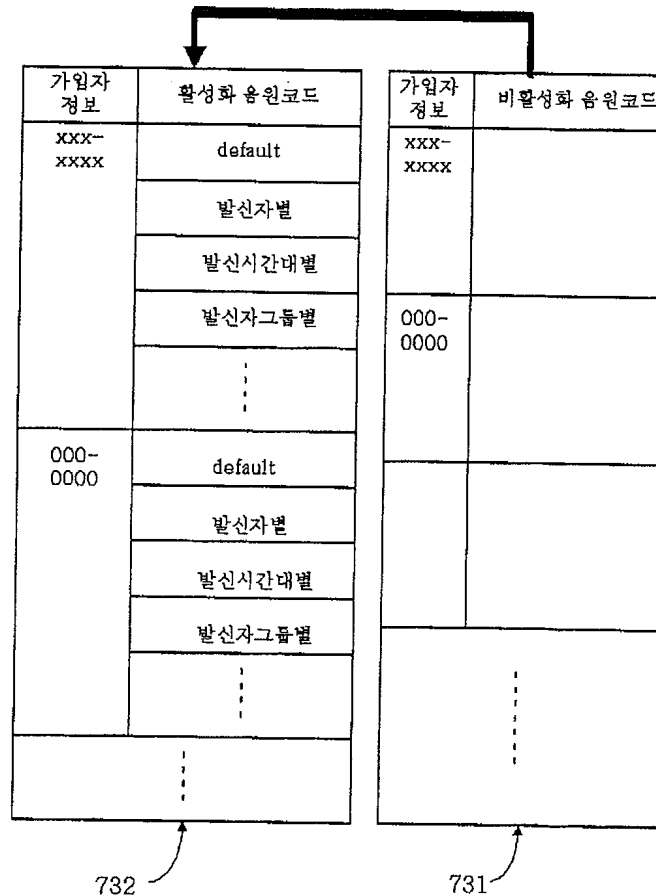 가입자
정보
활성화 음원코드
xxx-
xxxx
default
발신자별
발신시간대별
발신자그룹별
000-
0000
default
발신자별
발신시간대별
발신자그룹별
732
가입자
정보
비활성화 음원코드
xxx-
xxxx
000-
0000
731